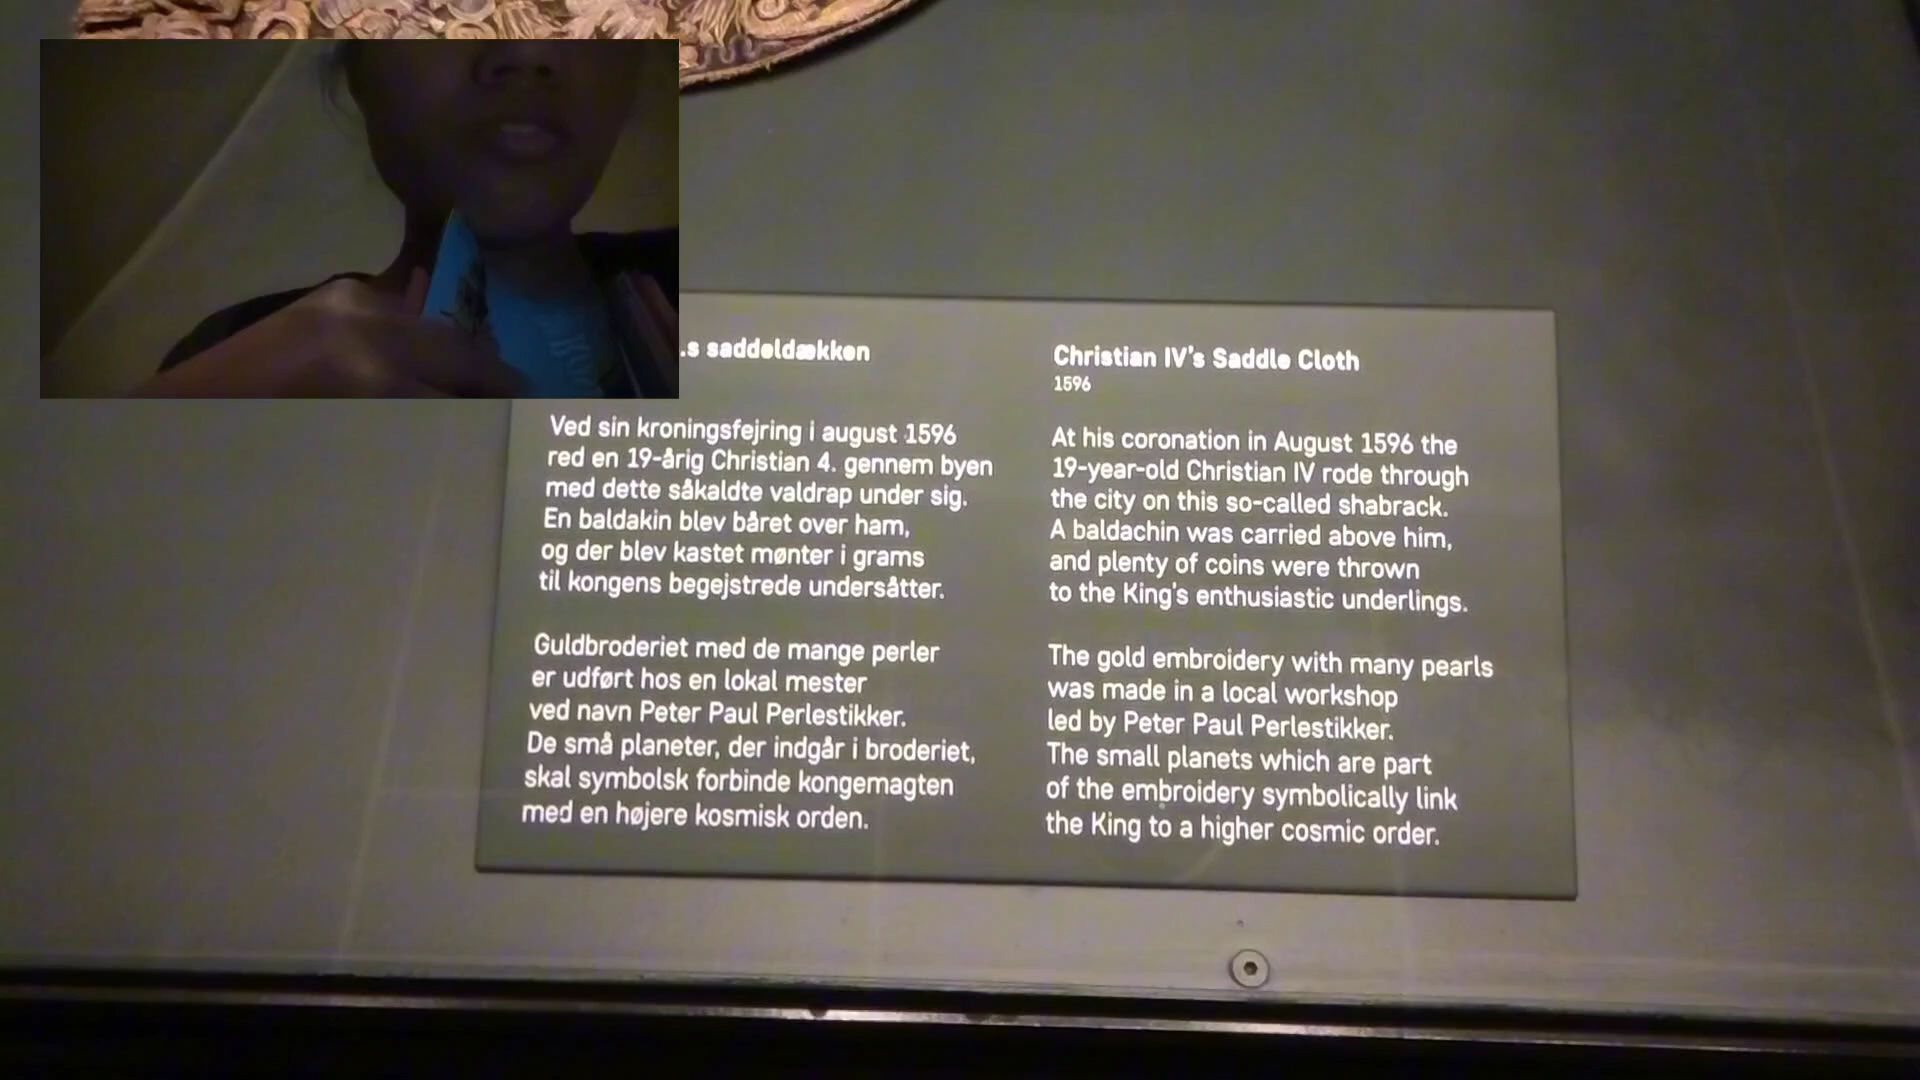 .s saddeldækken
Ved sin kroningsfejring i august 1596
red en 19-årig Christian 4. gennem byen
med dette såkaldte valdrap under sig.
En baldakin blev båret over ham,
og der blev kastet mønter i grams
til kongens begejstrede undersåtter.
Guldbroderiet med de mange perler
er udført hos en lokal mester
ved navn Peter Paul Perlestikker.
De små planeter, der indgår i broderiet,
skal symbolsk forbinde kongemagten
med en højere kosmisk orden.
Christian IV's Saddle Cloth
1596
At his coronation in August 1596 the
19-year-old Christian IV rode through
the city on this so-called shabrack.
A baldachin was carried above him,
and plenty of coins were thrown
to the King's enthusiastic underlings.
The gold embroidery with many pearls
was made in a local workshop
led by Peter Paul Perlestikker.
The small planets which are part
of the embroidery symbolically link
the King to a higher cosmic order.